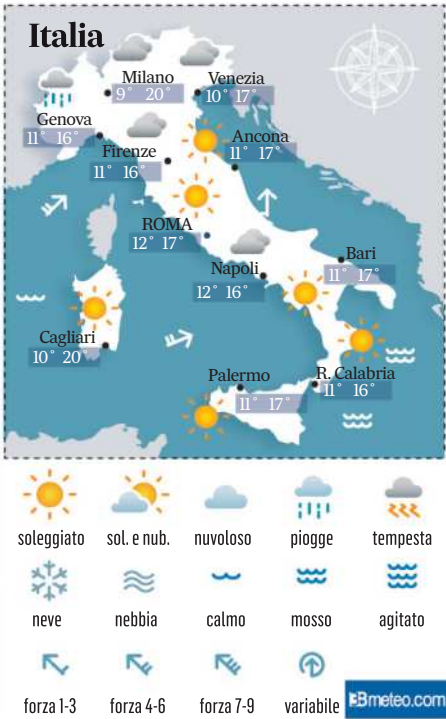 Italia
Milano
9° 20°
Venezia
10° 17°
Genova
11° 16°
Firenze
11° 16°
Ancona
11° 17°
ROMA
12° 17°
Napoli
12° 16°
Bari
11° 17°
Cagliari
10° 20°
Palermo
11° 17°
R. Calabria
11° 16°
soleggiato sol. e nub. nuvoloso piogge tempesta
neve nebbia calmo mosso agitato
forza 1-3 forza 4-6 forza 7-9 variabile
3Bmeteo.com